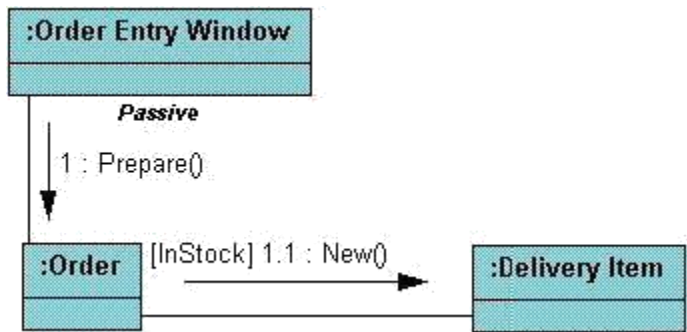 :Order Entry Window
Passive
1 : Prepare()
[InStock] 1.1 : New()
:Order
:Delivery Item